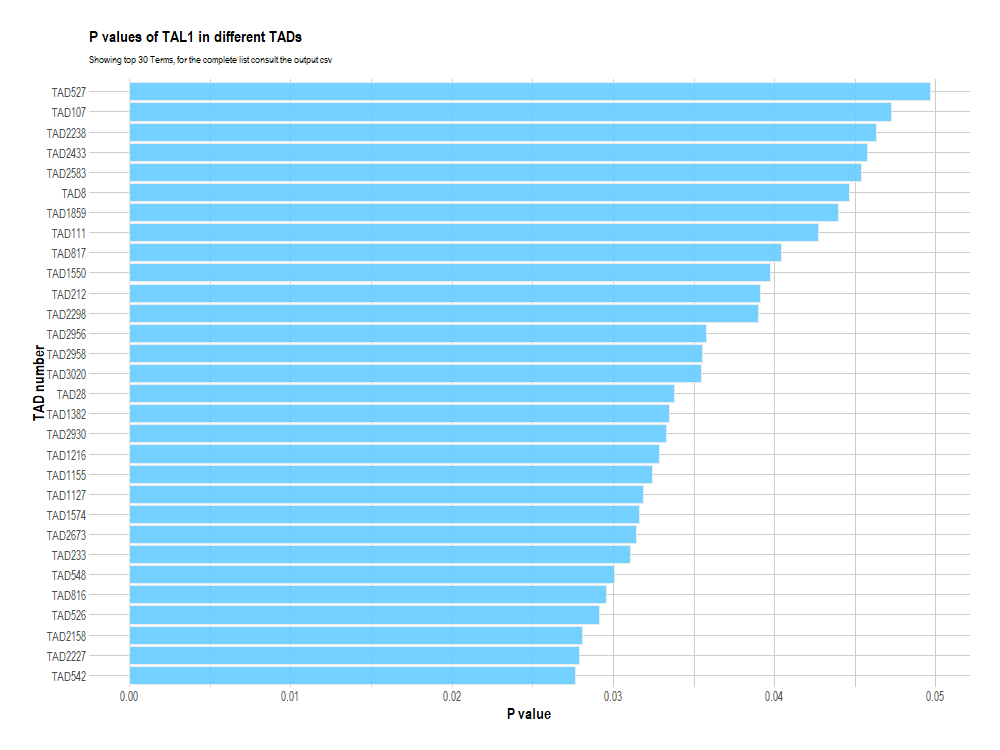 P values of TAL1 in different TADs
Showing top 30 Terms, for the complete list consult the output csv
TAD527
TAD107
TAD2238
TAD2433
TAD2583
TAD8
TAD1859
TAD111
TAD817
TAD1550
TAD212
TAD2298
TAD2956
TAD2958
TAD3020
TAD28
TAD1382
TAD2930
TAD1216
TAD1155
TAD1127
TAD1574
TAD2673
TAD233
TAD548
TAD816
TAD526
TAD2158
TAD2227
TAD542
TAD number
0.00 0.01 0.02 0.03 0.04 0.05
P value